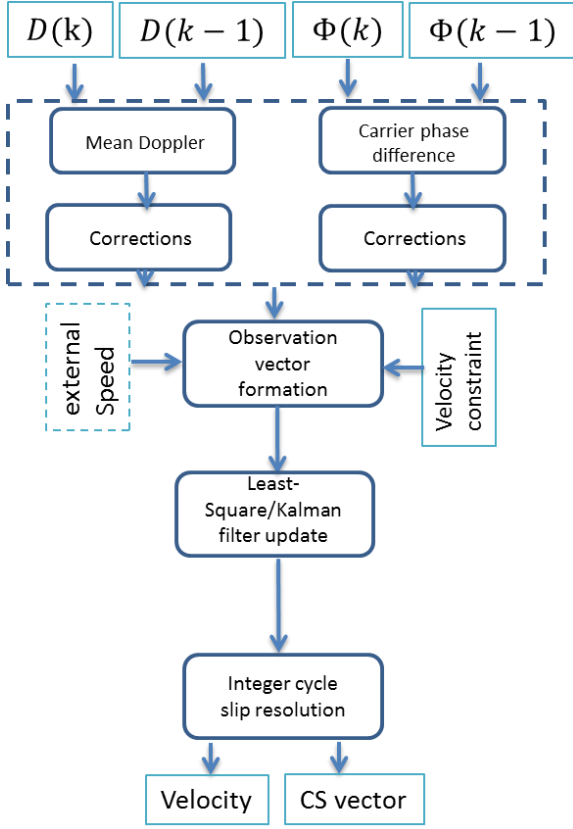 D(k)
D(k − 1)
Φ(k)
Φ(k − 1)
Mean Doppler
Carrier phase
difference
Corrections
Corrections
external
Speed
Observation
vector
formation
Velocity
constraint
Least-
Square/Kalman
filter update
Integer cycle
slip resolution
Velocity
CS vector